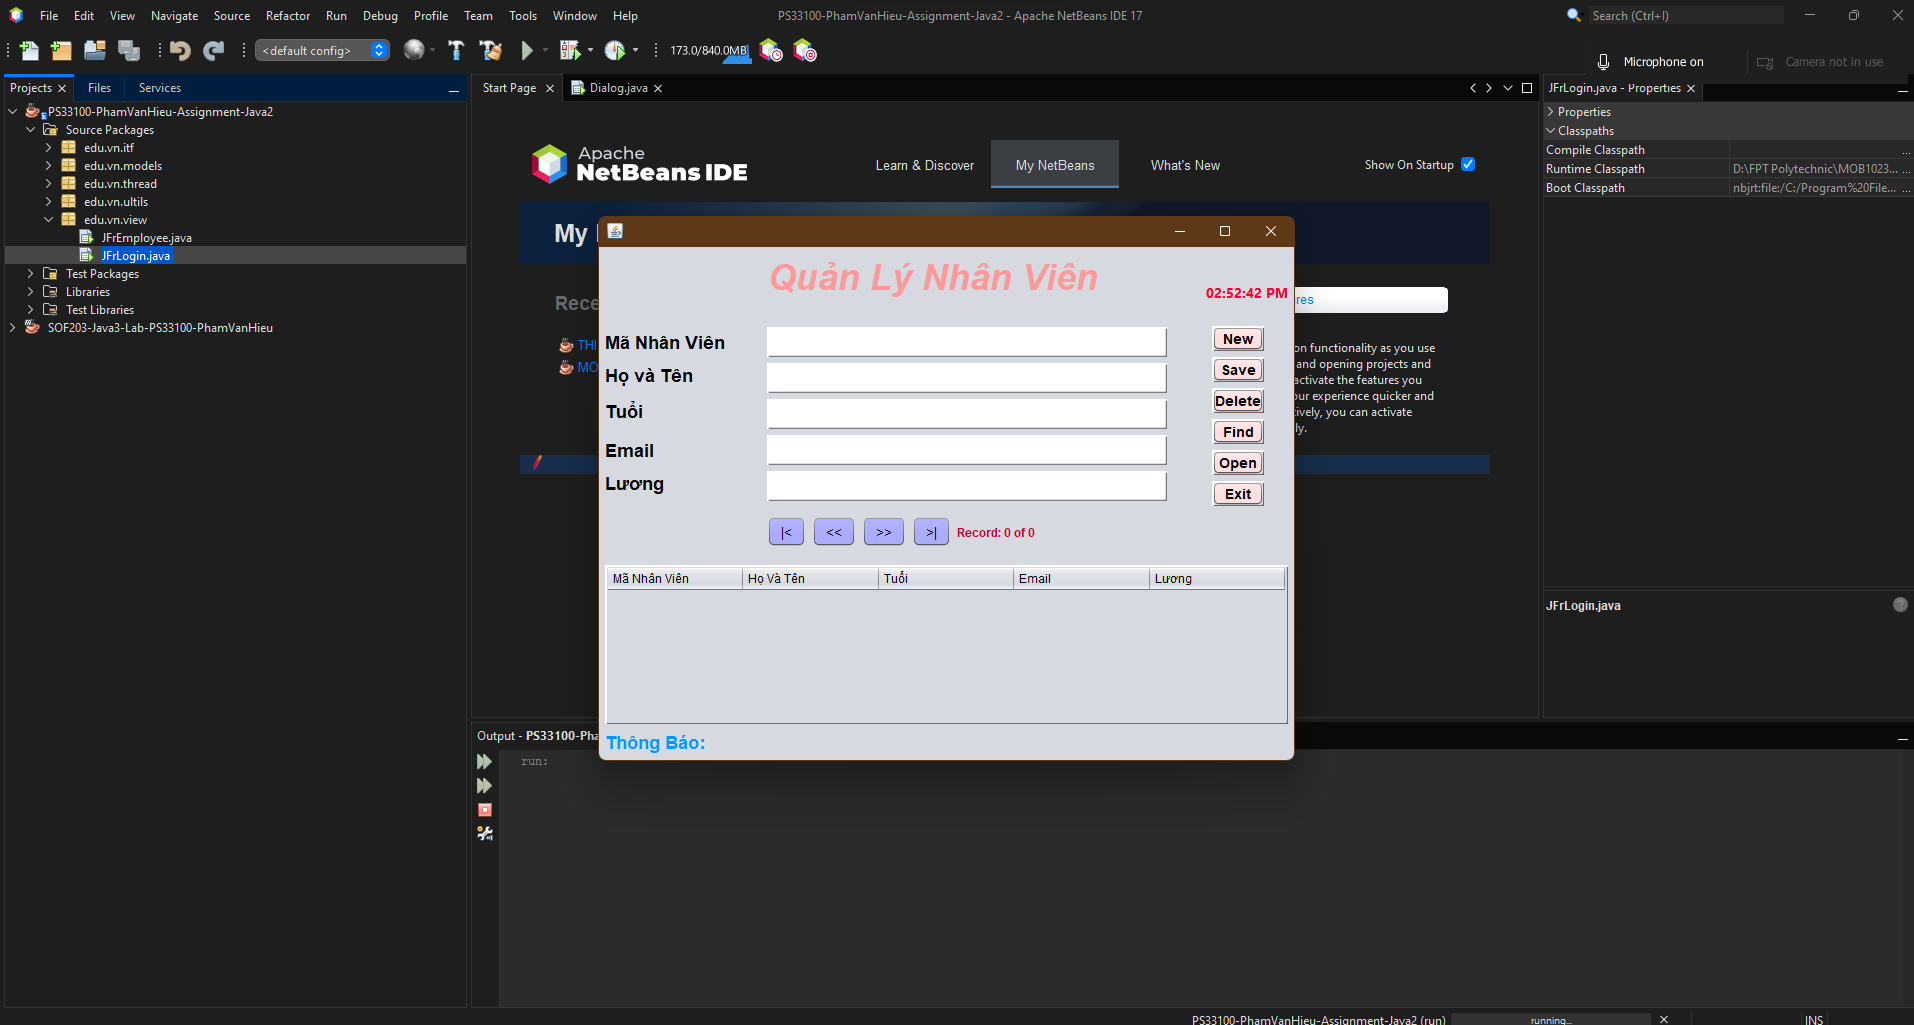 File Edit View Navigate Source Refactor Run Debug Profile Team Tools Window Help
PS33100-PhamVanHieu-Assignment-Java2 - Apache NetBeans IDE 17
Search (Ctrl+I)
<default config>
173.0/840.0MB
Microphone on
Camera not in use
Projects
Files
Services
PS33100-PhamVanHieu-Assignment-Java2
Source Packages
edu.vn.itf
edu.vn.models
edu.vn.thread
edu.vn.ultils
edu.vn.view
JFrEmployee.java
JFrLogin.java
Test Packages
Libraries
Test Libraries
SOF203-Java3-Lab-PS33100-PhamVanHieu
Start Page
Dialog.java
Apache
NetBeans IDE
Learn & Discover
My NetBeans
What's New
Show On Startup
My
Rece
THI
MO
res
on functionality as you use
and opening projects and
activate the features you
our experience quicker and
tively, you can activate
ly.
Quản Lý Nhân Viên
02:52:42 PM
Mã Nhân Viên
Họ và Tên
Tuổi
Email
Lương
New
Save
Delete
Find
Open
Exit
|<
<<
>>
>|
Record: 0 of 0
Mã Nhân Viên Họ Và Tên Tuổi Email Lương
Thông Báo:
Output - PS33100-Pha
run:
JFrLogin.java - Properties
Properties
Classpaths
Compile Classpath ...
Runtime Classpath D:\FPT Polytechnic\MOB1023... ...
Boot Classpath nbjrt:file:/C:/Program%20File... ...
JFrLogin.java
PS33100-PhamVanHieu-Assignment-Java2 (run)
running...
INS